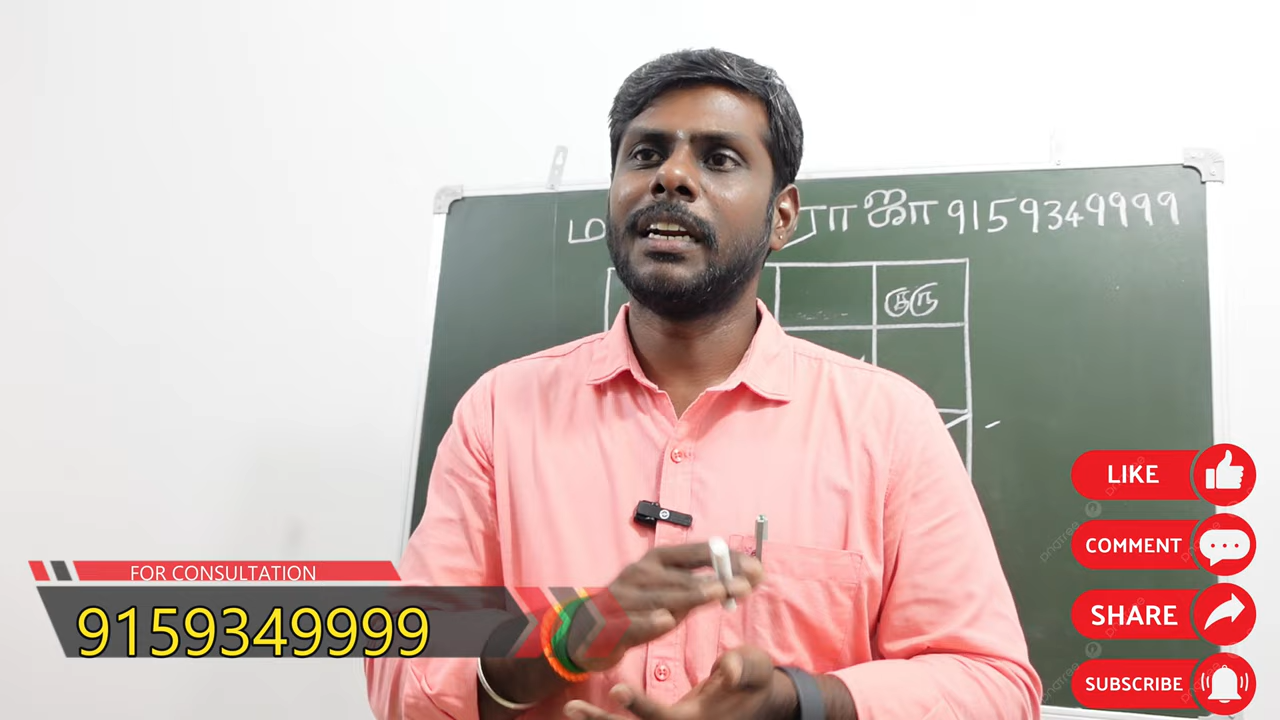 ராஜா 9159349999
குரு
FOR CONSULTATION
9159349999
LIKE
COMMENT
SHARE
SUBSCRIBE